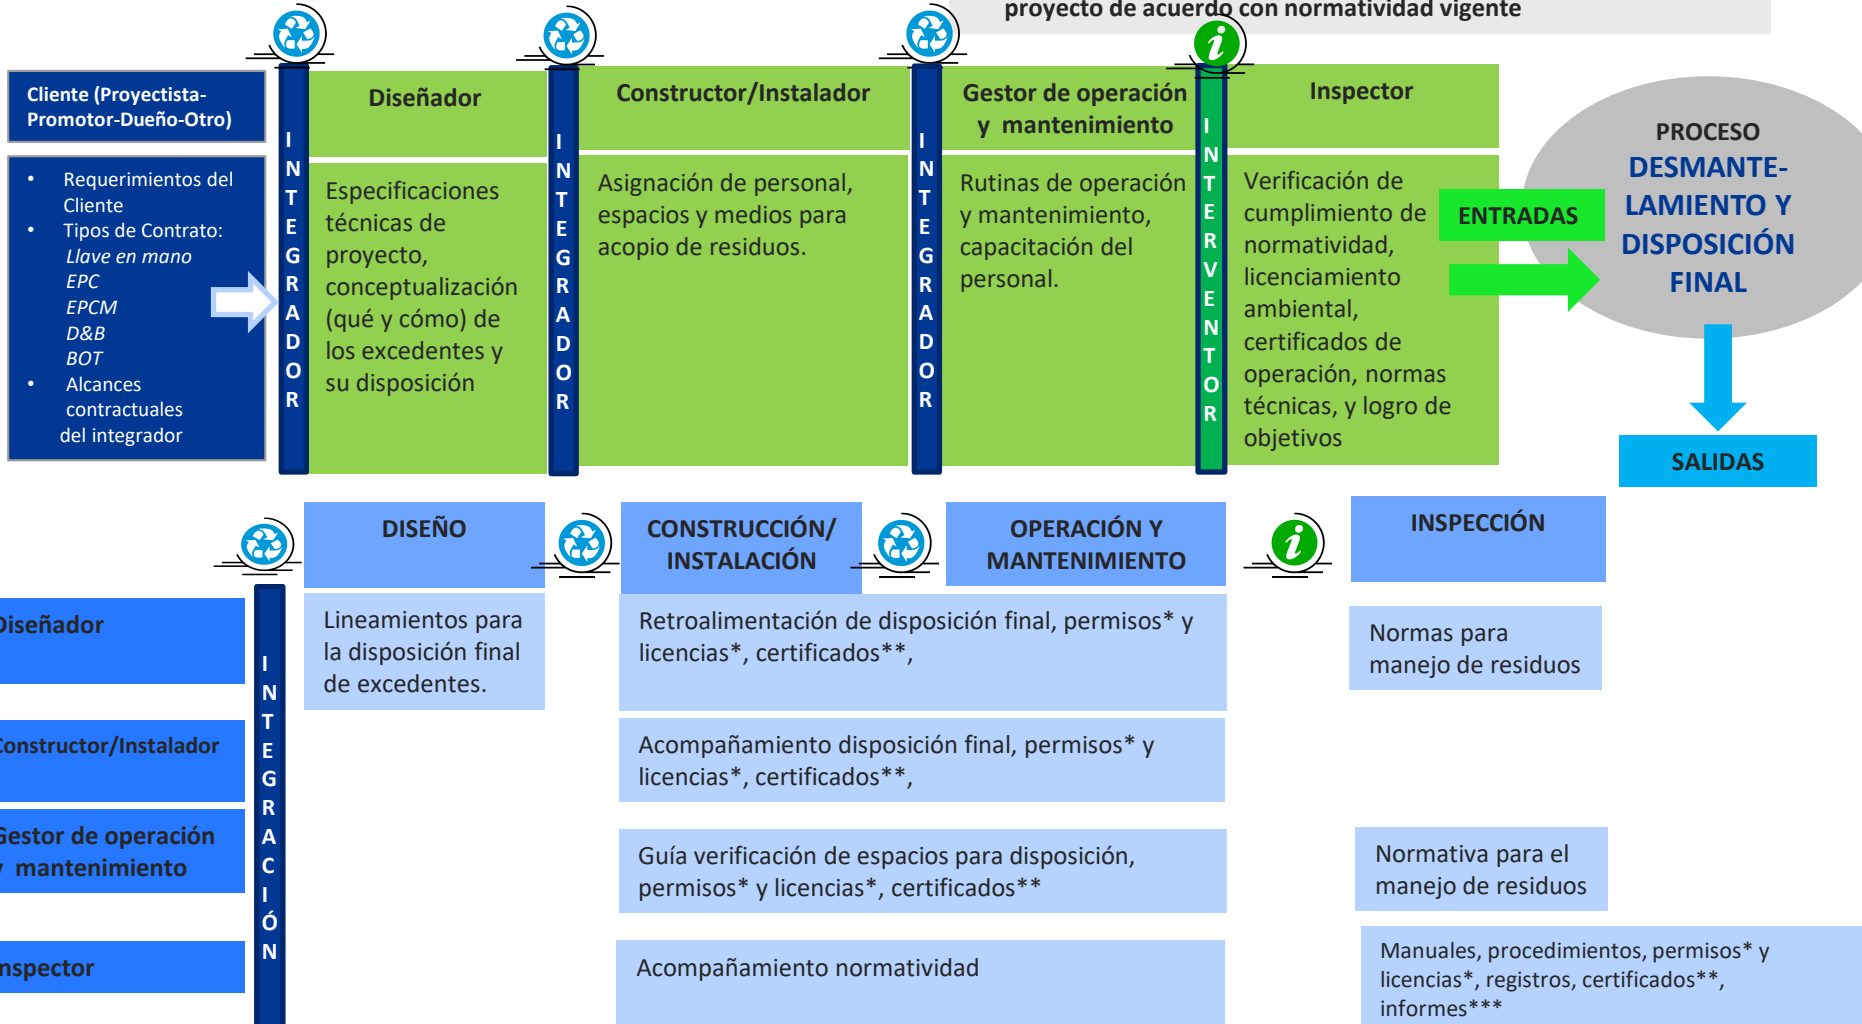 proyecto de acuerdo con normatividad vigente
Cliente (Proyectista-
Promotor-Dueño-Otro)
• Requerimientos del
Cliente
• Tipos de Contrato:
Llave en mano
EPC
EPCM
D&B
BOT
• Alcances
contractuales
del integrador
INTEGRADOR
Diseñador
Especificaciones
técnicas de
proyecto,
conceptualización
(qué y cómo) de
los excedentes y
su disposición
INTEGRADOR
Constructor/Instalador
Asignación de personal,
espacios y medios para
acopio de residuos.
INTEGRADOR
Gestor de operación
y mantenimiento
Rutinas de operación
y mantenimiento,
capacitación del
personal.
i
INTERVENTOR
Inspector
Verificación de
cumplimiento de
normatividad,
licenciamiento
ambiental,
certificados de
operación, normas
técnicas, y logro de
objetivos
ENTRADAS
PROCESO
DESMANTE-
LAMIENTO Y
DISPOSICIÓN
FINAL
SALIDAS
DISEÑO
CONSTRUCCIÓN/
INSTALACIÓN
OPERACIÓN Y
MANTENIMIENTO
i
INSPECCIÓN
INTEGRACIÓN
Diseñador
Lineamientos para
la disposición final
de excedentes.
Retroalimentación de disposición final, permisos* y
licencias*, certificados**,
Normas para
manejo de residuos
Constructor/Instalador
Acompañamiento disposición final, permisos* y
licencias*, certificados**,
Gestor de operación
y mantenimiento
Guía verificación de espacios para disposición,
permisos* y licencias*, certificados**
Normativa para el
manejo de residuos
Inspector
Acompañamiento normatividad
Manuales, procedimientos, permisos* y
licencias*, registros, certificados**,
informes***